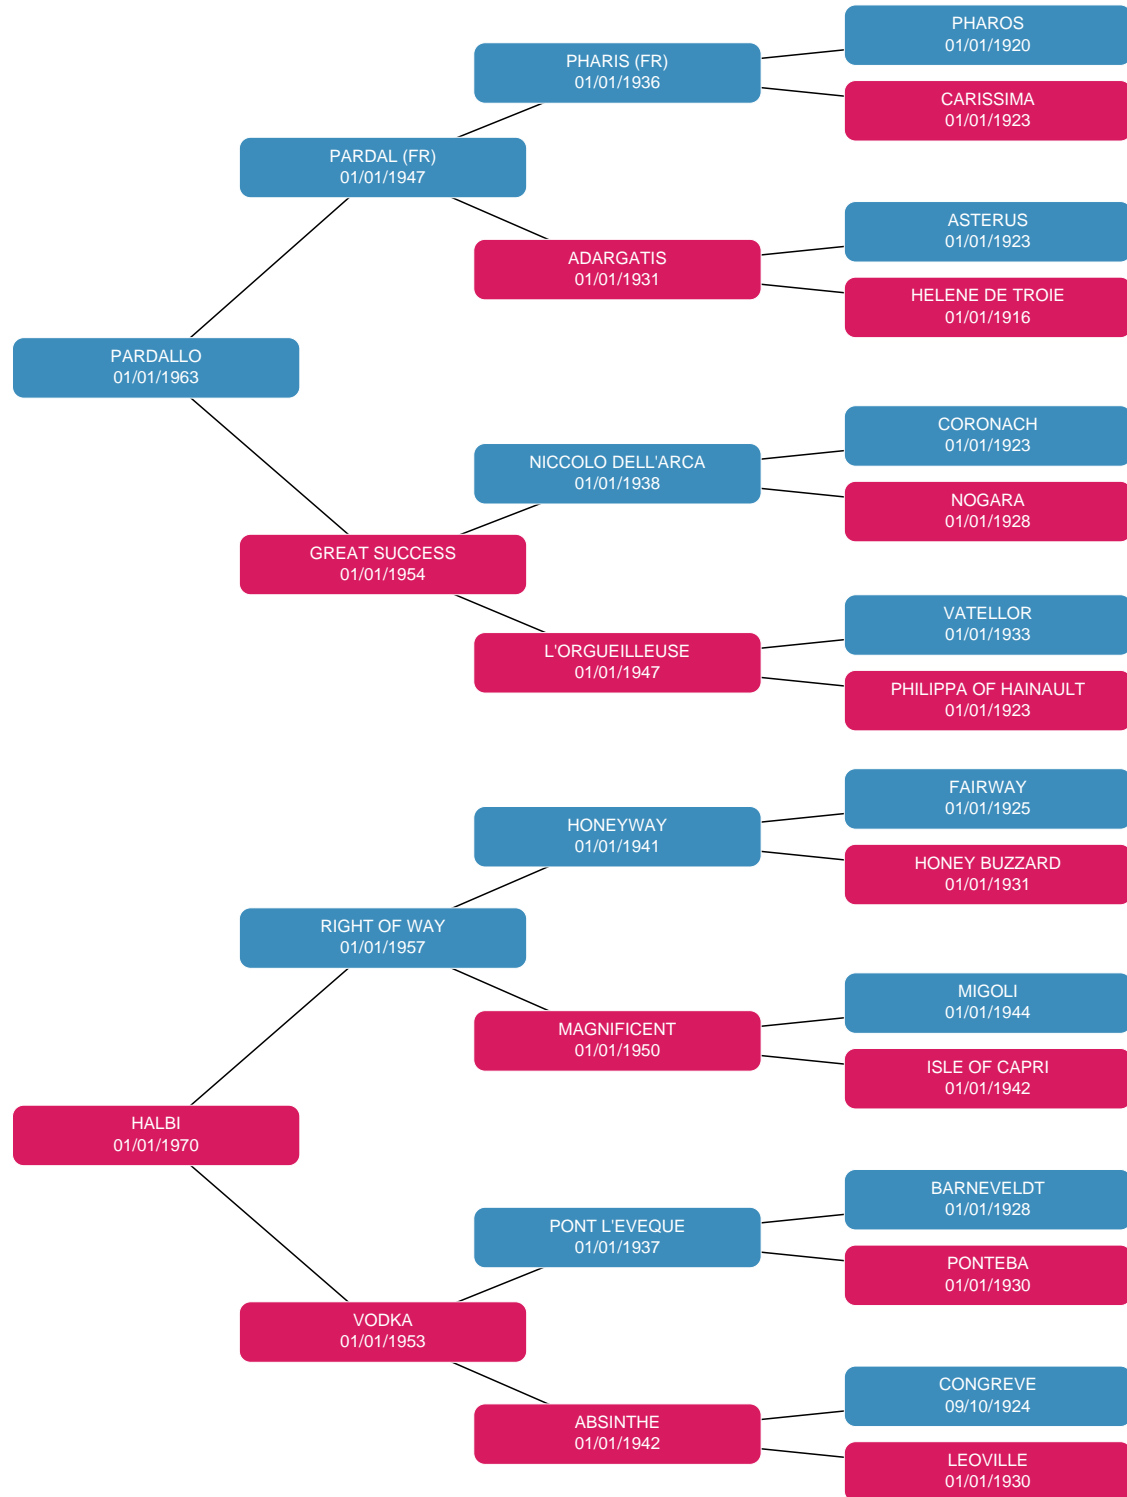 PHAROS
01/01/1920
PHARIS (FR)
01/01/1936
CARISSIMA
01/01/1923
PARDAL (FR)
01/01/1947
ASTERUS
01/01/1923
ADARGATIS
01/01/1931
HELENE DE TROIE
01/01/1916
PARDALLO
01/01/1963
CORONACH
01/01/1923
NICCOLO DELL'ARCA
01/01/1938
NOGARA
01/01/1928
GREAT SUCCESS
01/01/1954
VATELLOR
01/01/1933
L'ORGUEILLEUSE
01/01/1947
PHILIPPA OF HAINAULT
01/01/1923
FAIRWAY
01/01/1925
HONEYWAY
01/01/1941
HONEY BUZZARD
01/01/1931
RIGHT OF WAY
01/01/1957
MIGOLI
01/01/1944
MAGNIFICENT
01/01/1950
ISLE OF CAPRI
01/01/1942
HALBI
01/01/1970
BARNEVELDT
01/01/1928
PONT L'EVEQUE
01/01/1937
PONTEBA
01/01/1930
VODKA
01/01/1953
CONGREVE
09/10/1924
ABSINTHE
01/01/1942
LEOVILLE
01/01/1930